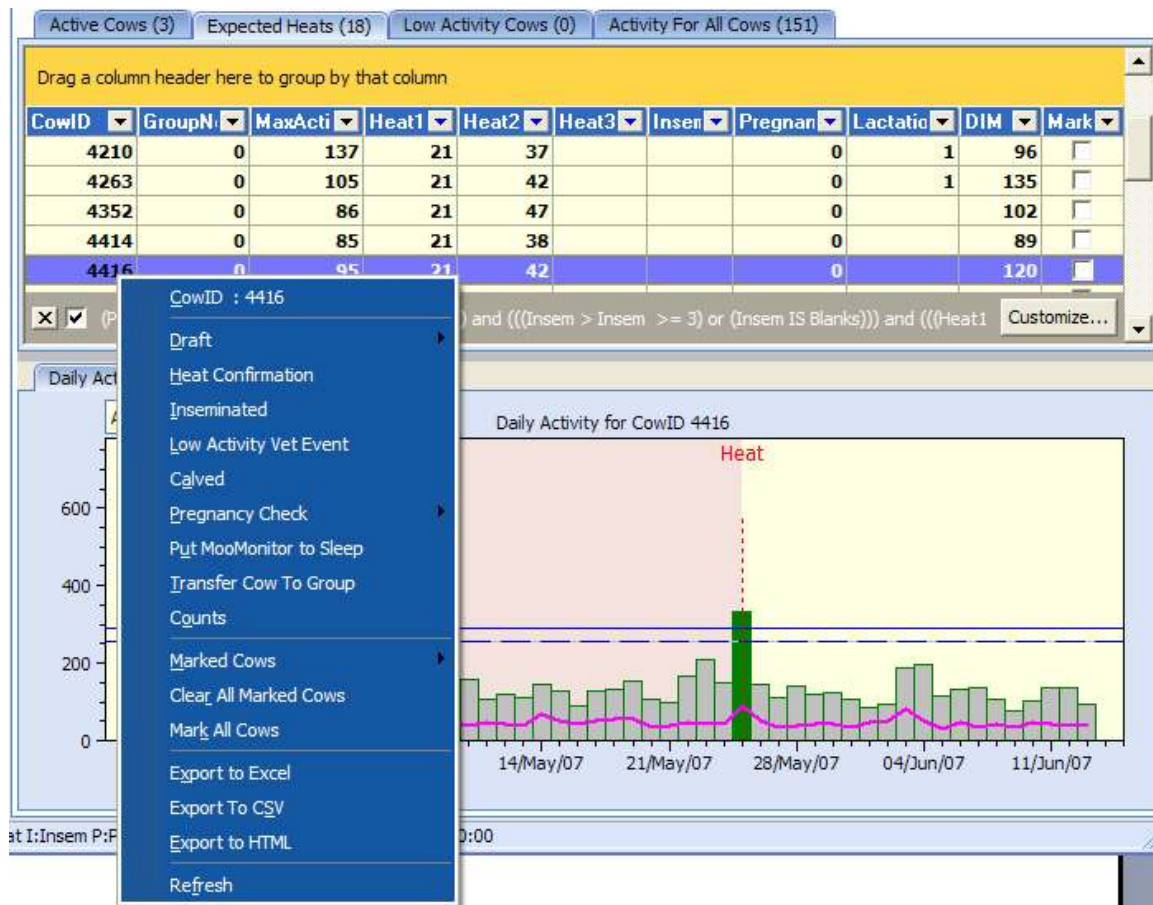 Active Cows (3) Expected Heats (18) Low Activity Cows (0) Activity For All Cows (151)
Drag a column header here to group by that column
CowID GroupN MaxActi Heat1 Heat2 Heat3 Insen Pregnan Lactatio DIM Mark
4210 0 137 21 37 0 1 96
4263 0 105 21 42 0 1 135
4352 0 86 21 47 0 102
4414 0 85 21 38 0 89
4416 0 95 21 42 0 120
) and (((Insem > Insem >= 3) or (Insem IS Blanks))) and (((Heat1 Customize...
CowID : 4416
Draft
Heat Confirmation
Inseminated
Low Activity Vet Event
Calved
Pregnancy Check
Put MooMonitor to Sleep
Transfer Cow To Group
Counts
Marked Cows
Clear All Marked Cows
Mark All Cows
Export to Excel
Export To CSV
Export to HTML
Refresh
Daily Act
Daily Activity for CowID 4416
Heat
600
400
200
0
14/May/07 21/May/07 28/May/07 04/Jun/07 11/Jun/07
at I:Insem P:P 0:00